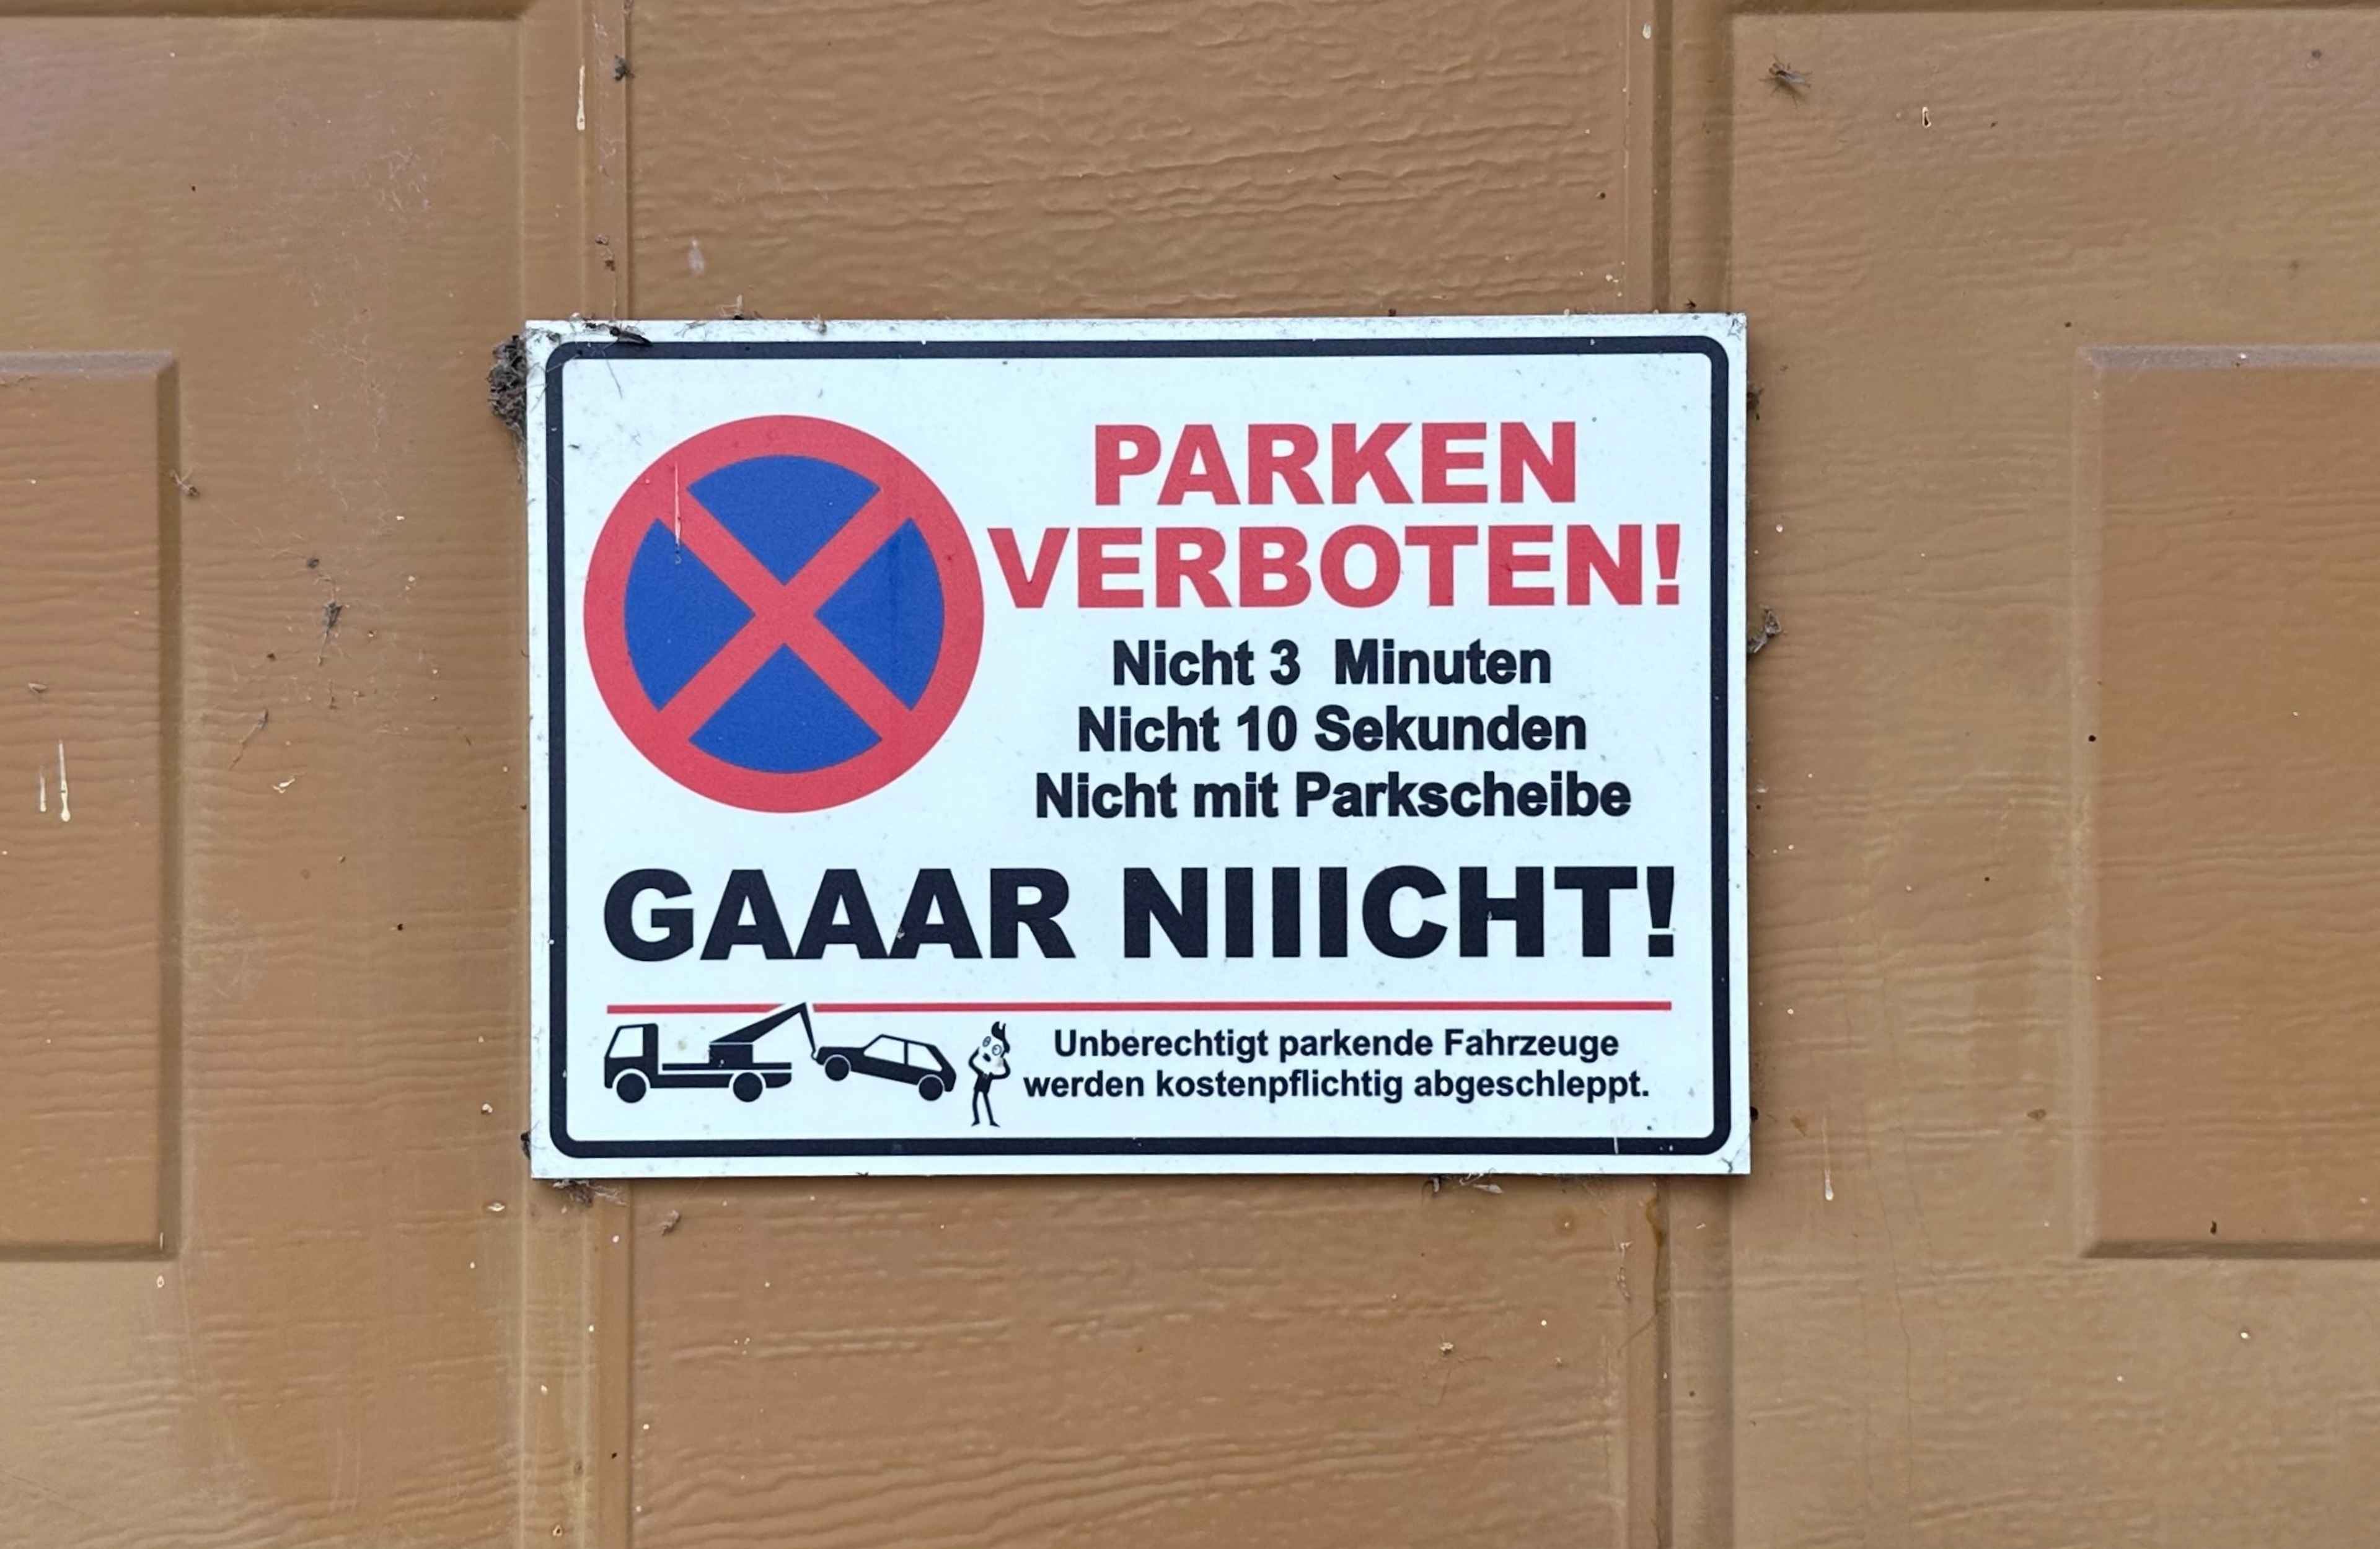 PARKEN
VERBOTEN!
Nicht 3 Minuten
Nicht 10 Sekunden
Nicht mit Parkscheibe
GAAAR NIIICHT!
Unberechtigt parkende Fahrzeuge
werden kostenpflichtig abgeschleppt.